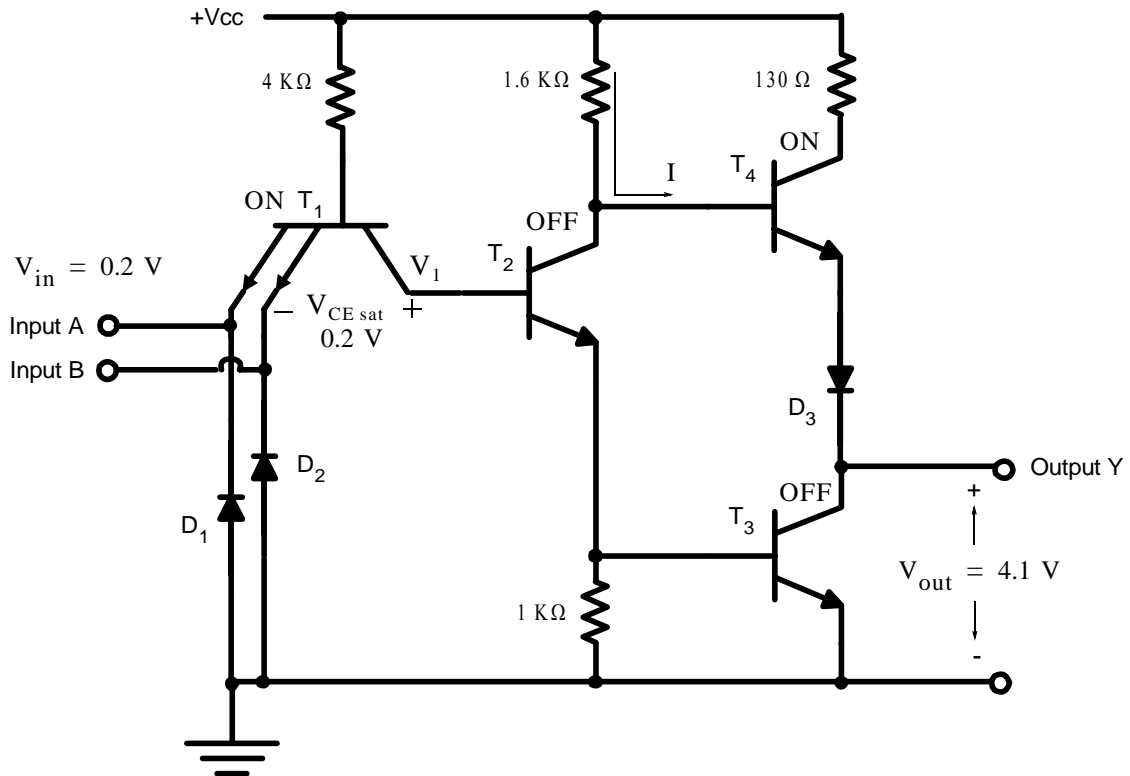 +Vcc
4 KΩ
1.6 KΩ
130 Ω
I
ON
T4
ON T1
OFF
T2
V1
Vin = 0.2 V
VCE sat
0.2 V
− +
Input A
Input B
D3
D2
D1
Output Y
OFF
T3
+
Vout = 4.1 V
-
1 KΩ